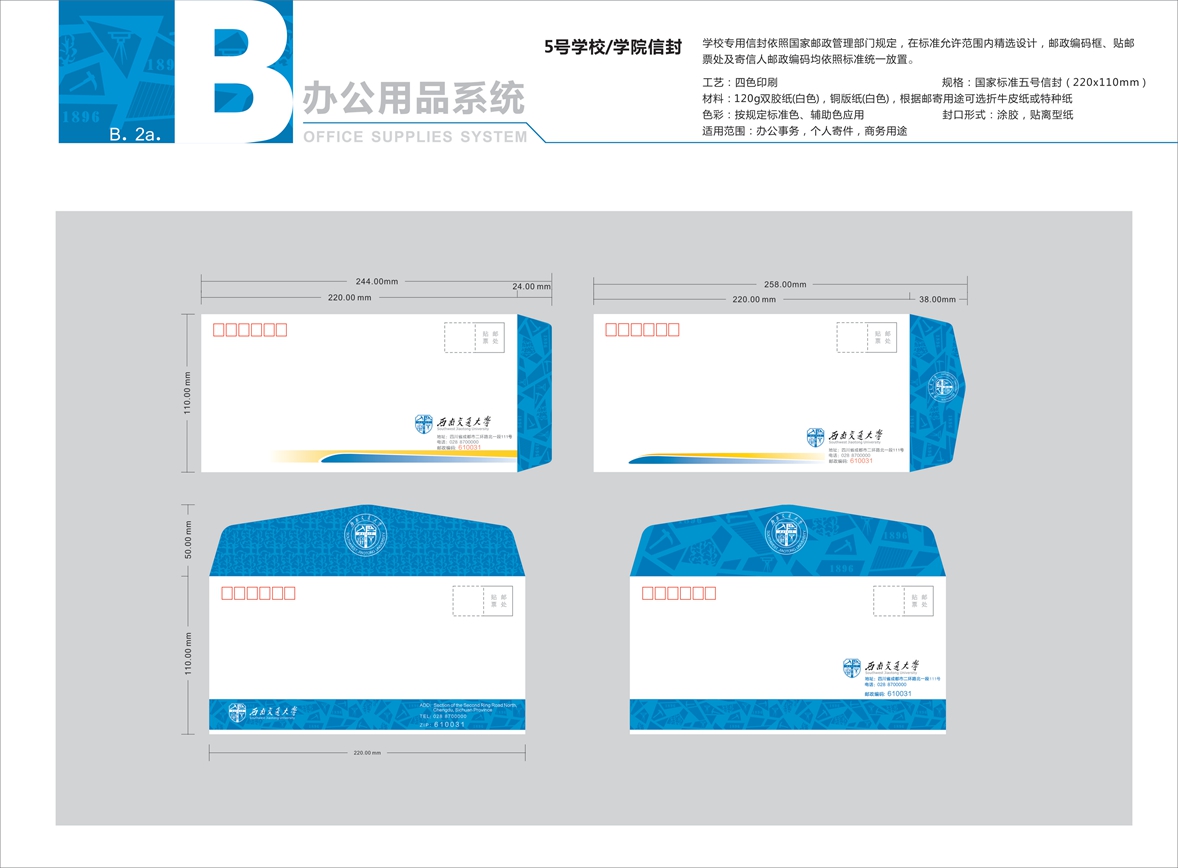 B
B. 2a.
1896
189
办公用品系统
OFFICE SUPPLIES SYSTEM
5号学校/学院信封
学校专用信封依照国家邮政管理部门规定，在标准允许范围内精选设计，邮政编码框、贴邮
票处及寄信人邮政编码均依照标准统一放置。
工艺：四色印刷
规格：国家标准五号信封（220x110mm）
材料：120g双胶纸(白色)，铜版纸(白色)，根据邮寄用途可选折牛皮纸或特种纸
色彩：按规定标准色、辅助色应用
封口形式：涂胶，贴离型纸
适用范围：办公事务，个人寄件，商务用途
244.00mm
24.00mm
220.00mm
110.00mm
贴 邮
票 处
西南交通大学
Southwest Jiaotong University
地址：四川省成都市二环路北一段111号
电话：028 8700000
邮政编码：610031
258.00mm
220.00mm
38.00mm
贴 邮
票 处
西南交通大学
Southwest Jiaotong University
地址：四川省成都市二环路北一段111号
电话：028 8700000
邮政编码：610031
50.00mm
110.00mm
贴 邮
票 处
西南交通大学
Southwest Jiaotong University
ADD: Section of the Second Ring Road North,
Chengdu, Sichuan Province
TEL: 028 8700000
ZIP: 610031
220.00mm
1896
1896
贴 邮
票 处
西南交通大学
Southwest Jiaotong University
地址：四川省成都市二环路北一段111号
电话：028 8700000
邮政编码：610031